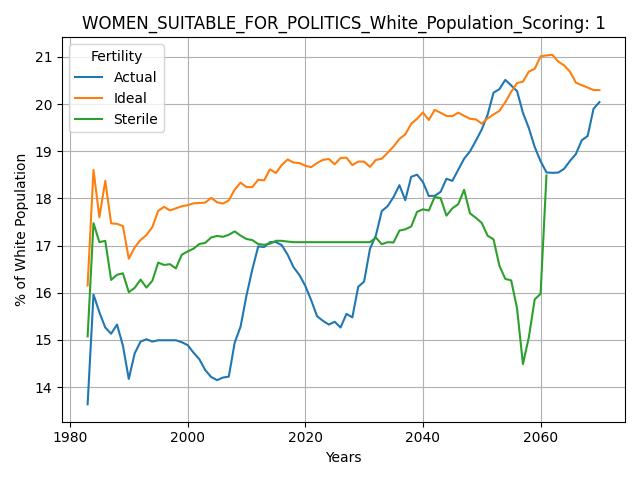 WOMEN_SUITABLE_FOR_POLITICS_White_Population_Scoring: 1
Fertility
Actual
Ideal
Sterile
% of White Population
21
20
19
18
17
16
15
14
1980
2000
2020
2040
2060
Years